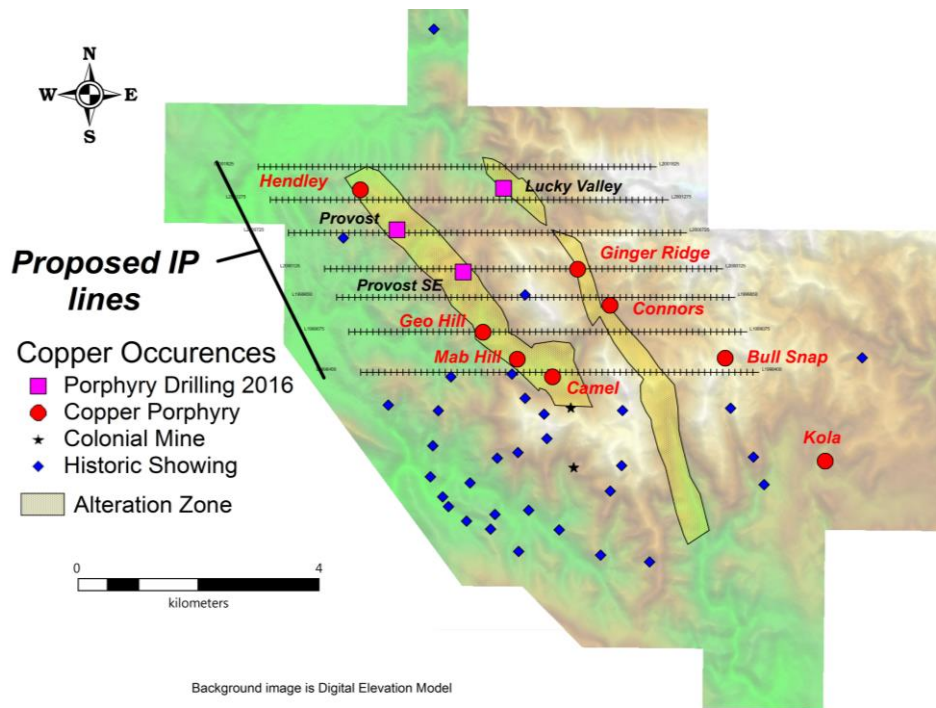 N
W E
S
Hendley
Lucky Valley
Provost
Ginger Ridge
Proposed IP
lines
Provost SE
Connors
Geo Hill
Copper Occurences
Mab Hill
Bull Snap
Porphyry Drilling 2016
Camel
Copper Porphyry
Colonial Mine
Kola
Historic Showing
Alteration Zone
0 4
kilometers
Background image is Digital Elevation Model